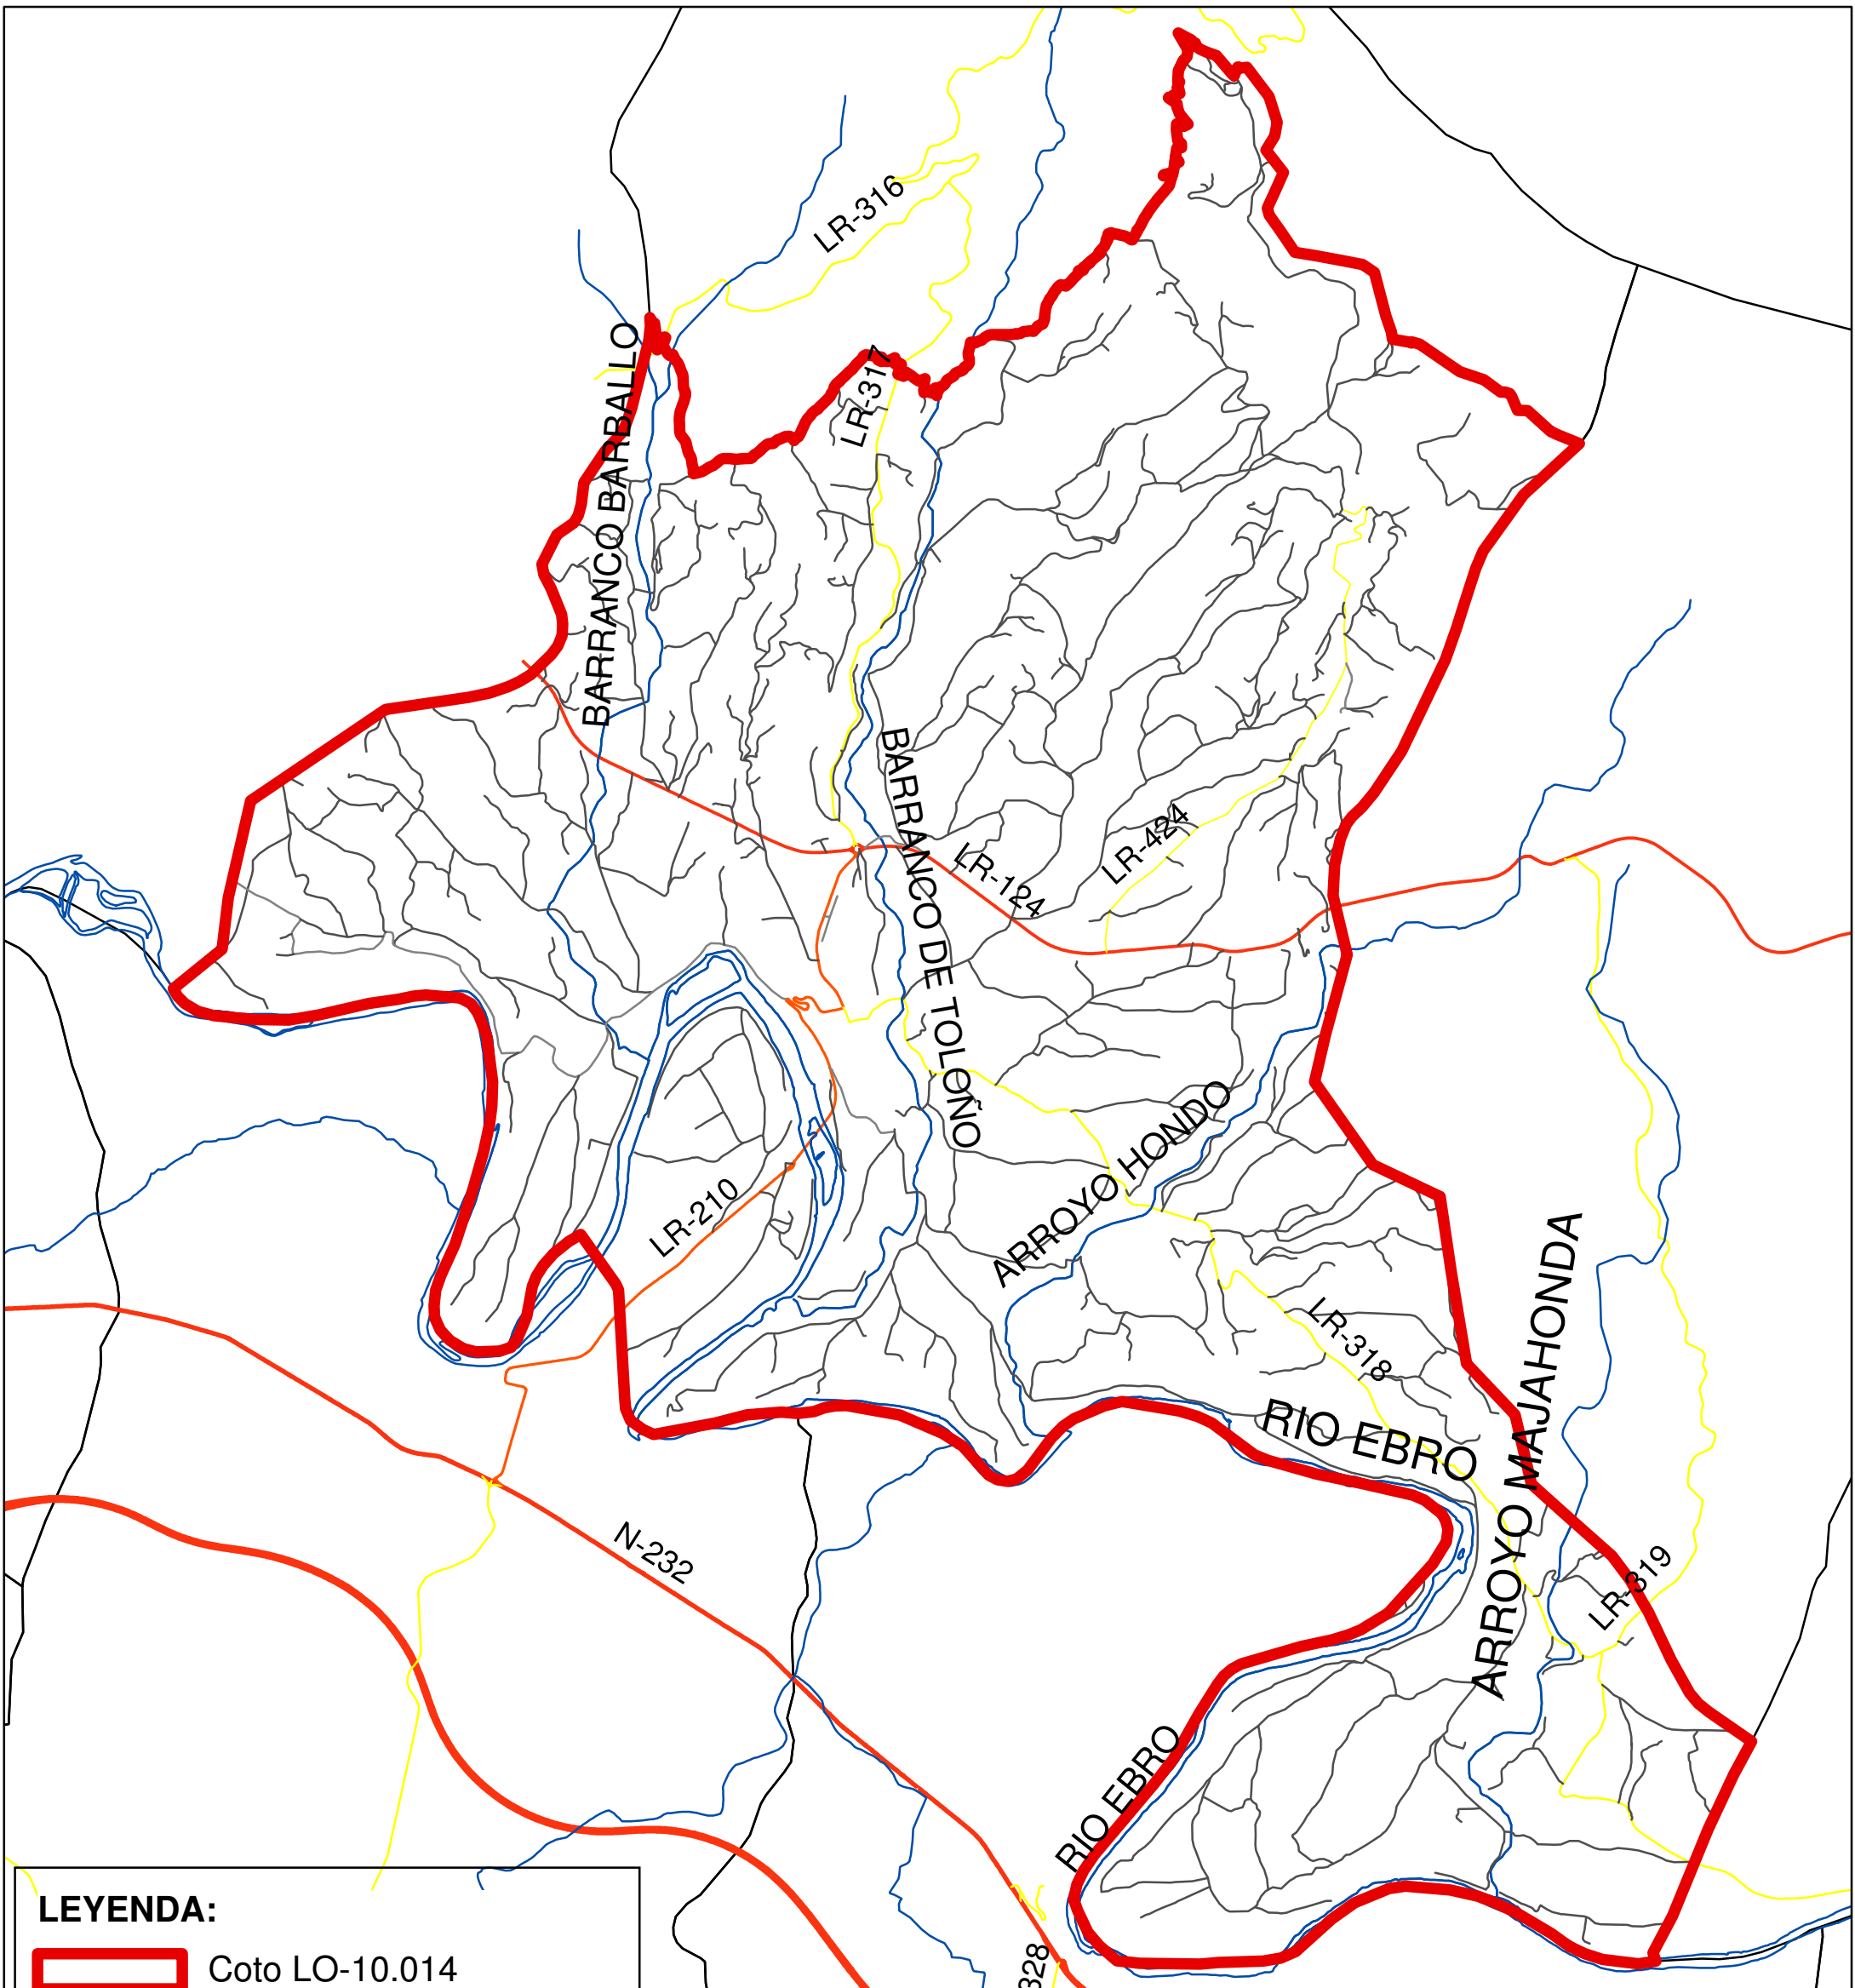 LR-316
BARRANCO BARBALLO
LR-317
BARRANCO DE TOLOÑO
LR-124
LR-424
ARROYO HONDO
LR-210
LR-318
ARROYO MAJAHONDA
RIO EBRO
N-232
LR-319
RIO EBRO
328
LEYENDA:
Coto LO-10.014